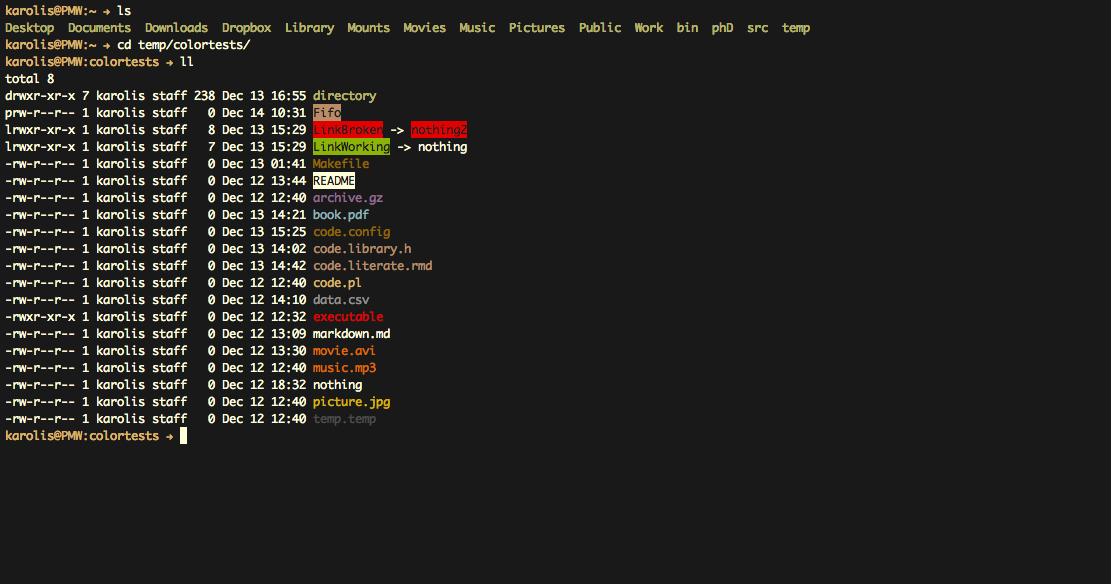 karolis@PMW:~ → ls
Desktop Documents Downloads Dropbox Library Mounts Movies Music Pictures Public Work bin phD src temp
karolis@PMW:~ → cd temp/colortests/
karolis@PMW:colortests → ll
total 8
drwxr-xr-x 7 karolis staff 238 Dec 13 16:55 directory
prw-r--r-- 1 karolis staff 0 Dec 14 10:31 Fifo
lrwxr-xr-x 1 karolis staff 8 Dec 13 15:29 LinkBroken -> nothing2
lrwxr-xr-x 1 karolis staff 7 Dec 13 15:29 LinkWorking -> nothing
-rw-r--r-- 1 karolis staff 0 Dec 13 01:41 Makefile
-rw-r--r-- 1 karolis staff 0 Dec 12 13:44 README
-rw-r--r-- 1 karolis staff 0 Dec 12 12:40 archive.gz
-rw-r--r-- 1 karolis staff 0 Dec 13 14:21 book.pdf
-rw-r--r-- 1 karolis staff 0 Dec 13 15:25 code.config
-rw-r--r-- 1 karolis staff 0 Dec 13 14:02 code.library.h
-rw-r--r-- 1 karolis staff 0 Dec 13 14:42 code.literate.rmd
-rw-r--r-- 1 karolis staff 0 Dec 12 12:40 code.pl
-rw-r--r-- 1 karolis staff 0 Dec 12 14:10 data.csv
-rwxr-xr-x 1 karolis staff 0 Dec 12 12:32 executable
-rw-r--r-- 1 karolis staff 0 Dec 12 13:09 markdown.md
-rw-r--r-- 1 karolis staff 0 Dec 12 13:30 movie.avi
-rw-r--r-- 1 karolis staff 0 Dec 12 12:40 music.mp3
-rw-r--r-- 1 karolis staff 0 Dec 12 18:32 nothing
-rw-r--r-- 1 karolis staff 0 Dec 12 12:40 picture.jpg
-rw-r--r-- 1 karolis staff 0 Dec 12 12:40 temp.temp
karolis@PMW:colortests →